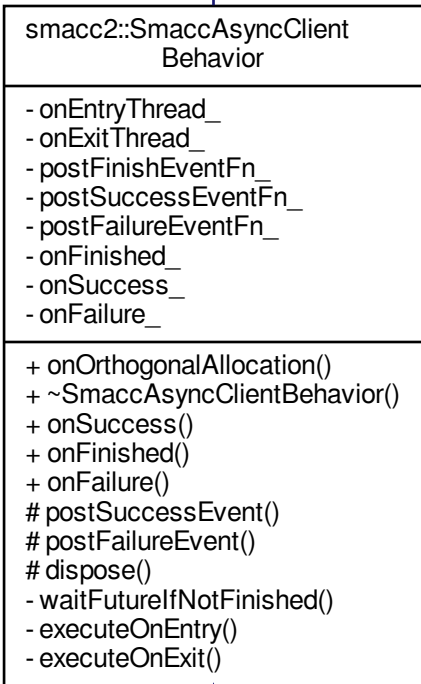 smacc2::SmaccAsyncClient
Behavior
- onEntryThread_
- onExitThread_
- postFinishEventFn_
- postSuccessEventFn_
- postFailureEventFn_
- onFinished_
- onSuccess_
- onFailure_
+ onOrthogonalAllocation()
+ ~SmaccAsyncClientBehavior()
+ onSuccess()
+ onFinished()
+ onFailure()
# postSuccessEvent()
# postFailureEvent()
# dispose()
- waitFutureIfNotFinished()
- executeOnEntry()
- executeOnExit()